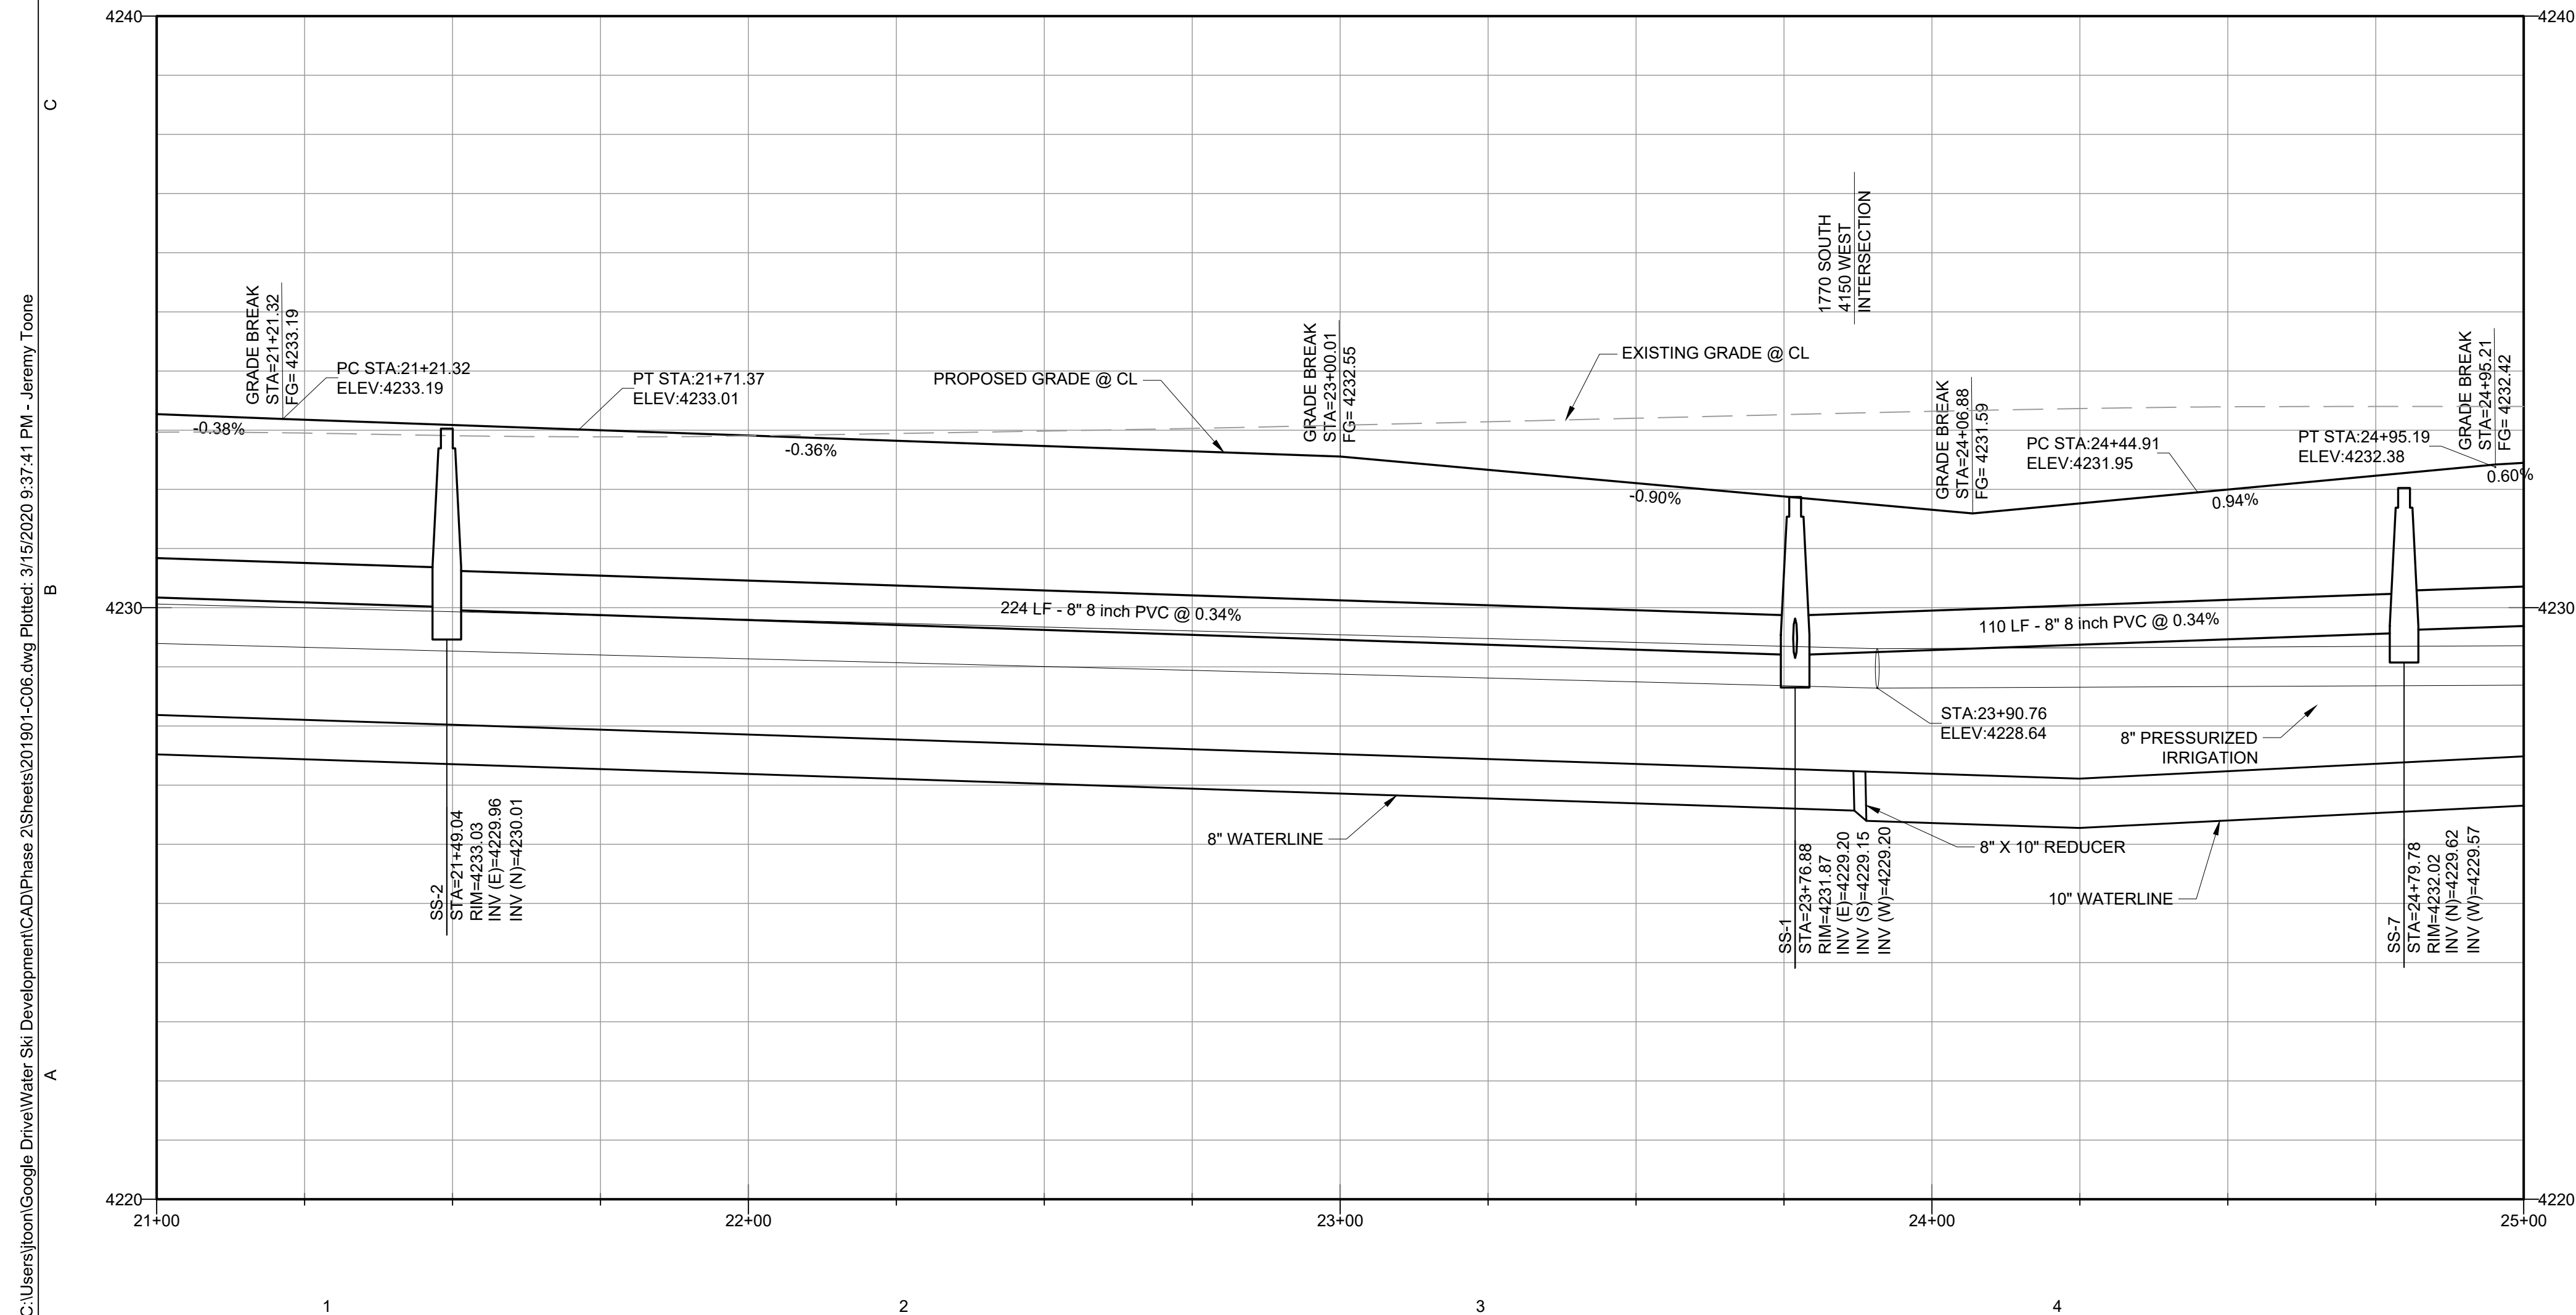 4240
4240
C
1770 SOUTH
4150 WEST
INTERSECTION
GRADE BREAK
STA=21+21.32
FG= 4233.19
PC STA:21+21.32
ELEV:4233.19
PT STA:21+71.37
ELEV:4233.01
PROPOSED GRADE @ CL
GRADE BREAK
STA=23+00.01
FG= 4232.55
EXISTING GRADE @ CL
GRADE BREAK
STA=24+06.88
FG= 4231.59
PC STA:24+44.91
ELEV:4231.95
PT STA:24+95.19
ELEV:4232.38
GRADE BREAK
STA=24+95.21
FG= 4232.42
-0.38%
-0.36%
-0.90%
0.94%
0.60%
B
4230
4230
224 LF - 8" 8 inch PVC @ 0.34%
110 LF - 8" 8 inch PVC @ 0.34%
STA:23+90.76
ELEV:4228.64
8" PRESSURIZED
IRRIGATION
8" WATERLINE
8" X 10" REDUCER
10" WATERLINE
SS-2
STA=21+49.04
RIM=4233.03
INV (E)=4229.96
INV (N)=4230.01
SS-1
STA=23+76.88
RIM=4231.87
INV (E)=4229.20
INV (S)=4229.15
INV (W)=4229.20
SS-7
STA=24+79.78
RIM=4232.02
INV (N)=4229.62
INV (W)=4229.57
A
4220
4220
21+00
22+00
23+00
24+00
25+00
1
2
3
4
C:\Users\jtoon\Google Drive\Water Ski Development\CAD\Phase 2\Sheets\201901-C06.dwg Plotted: 3/15/2020 9:37:41 PM - Jeremy Toone